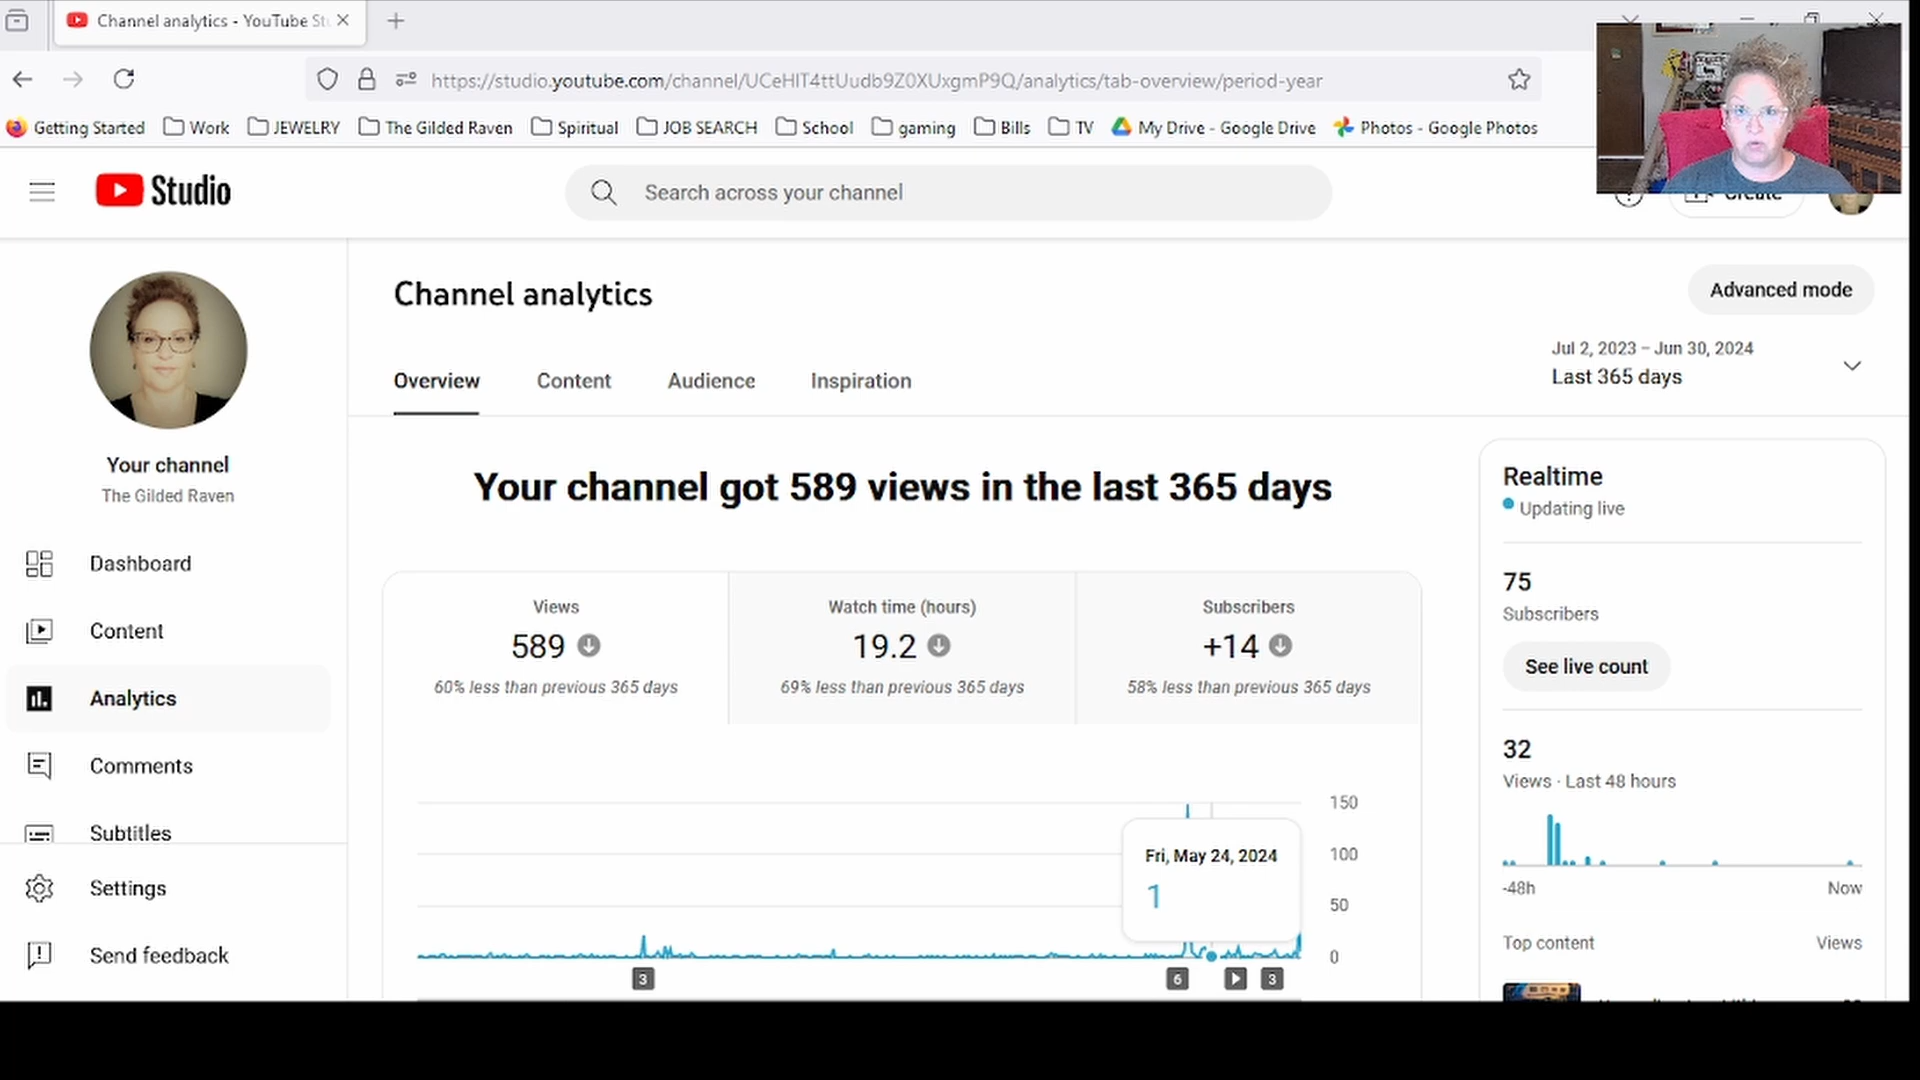 Channel analytics - YouTube St
https://studio.youtube.com/channel/UCeHIT4ttUudb9Z0XUxgmP9Q/analytics/tab-overview/period-year
Getting Started Work JEWELRY The Gilded Raven Spiritual JOB SEARCH School gaming Bills TV My Drive - Google Drive Photos - Google Photos
Studio
Search across your channel
Create
Channel analytics
Advanced mode
Jul 2, 2023 – Jun 30, 2024
Last 365 days
Overview Content Audience Inspiration
Your channel
The Gilded Raven
Dashboard
Content
Analytics
Comments
Subtitles
Settings
Send feedback
Your channel got 589 views in the last 365 days
Views
589
60% less than previous 365 days
Watch time (hours)
19.2
69% less than previous 365 days
Subscribers
+14
58% less than previous 365 days
150
100
50
0
Fri, May 24, 2024
1
3
6
3
Realtime
Updating live
75
Subscribers
See live count
32
Views · Last 48 hours
-48h Now
Top content Views